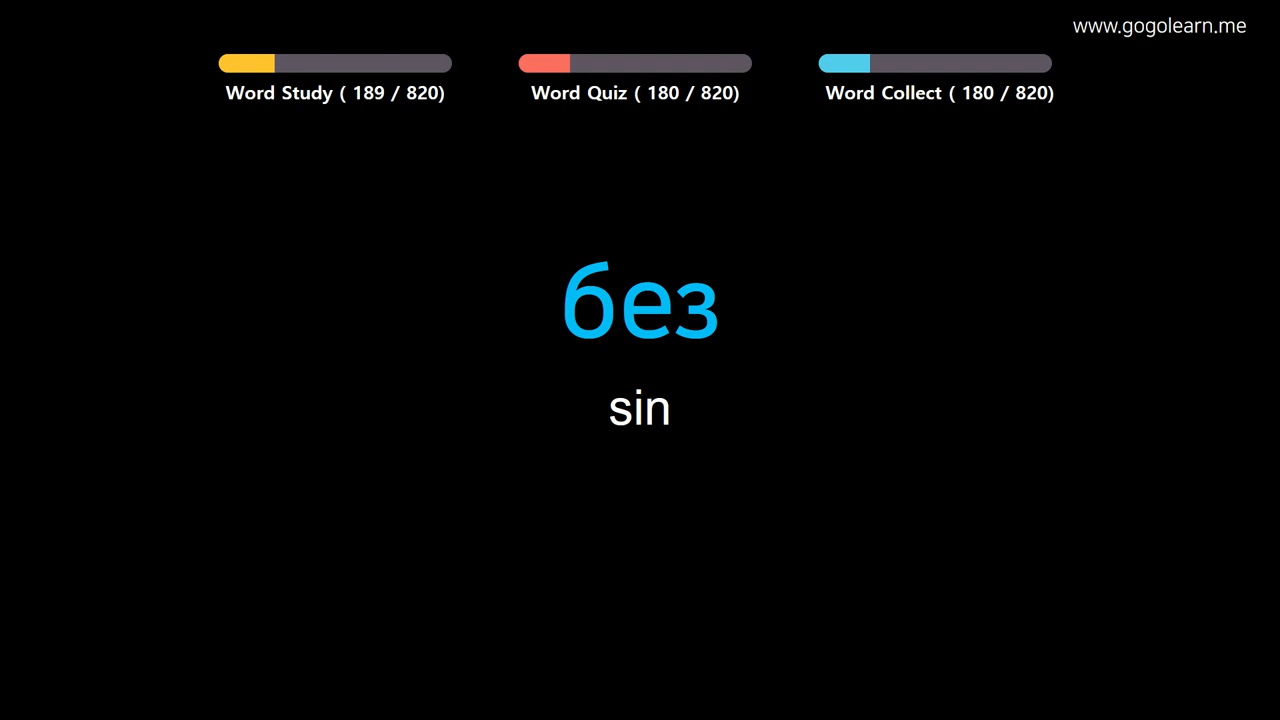 www.gogolearn.me
Word Study ( 189 / 820)
Word Quiz ( 180 / 820)
Word Collect ( 180 / 820)
без
sin